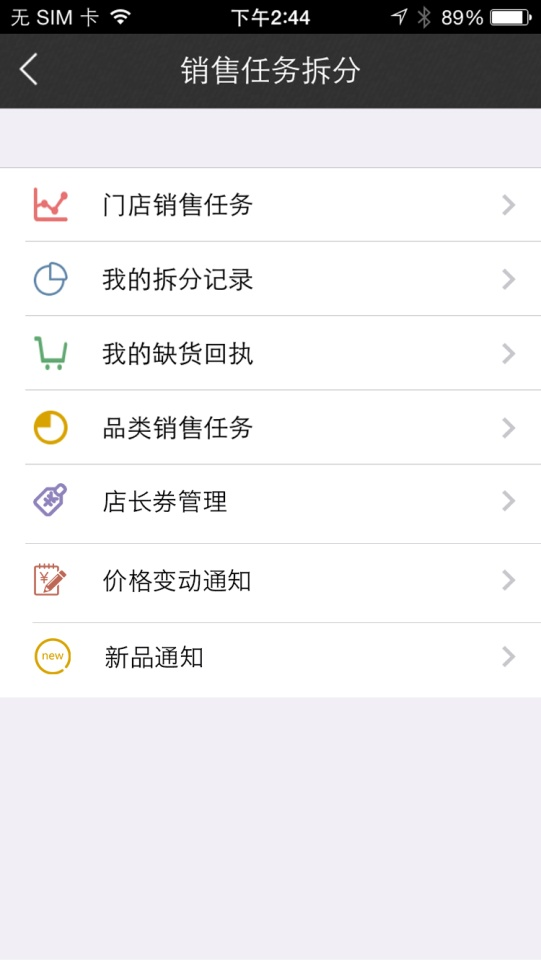 无 SIM 卡 下午2:44 89%
销售任务拆分
门店销售任务
我的拆分记录
我的缺货回执
品类销售任务
店长券管理
¥ 价格变动通知
new 新品通知